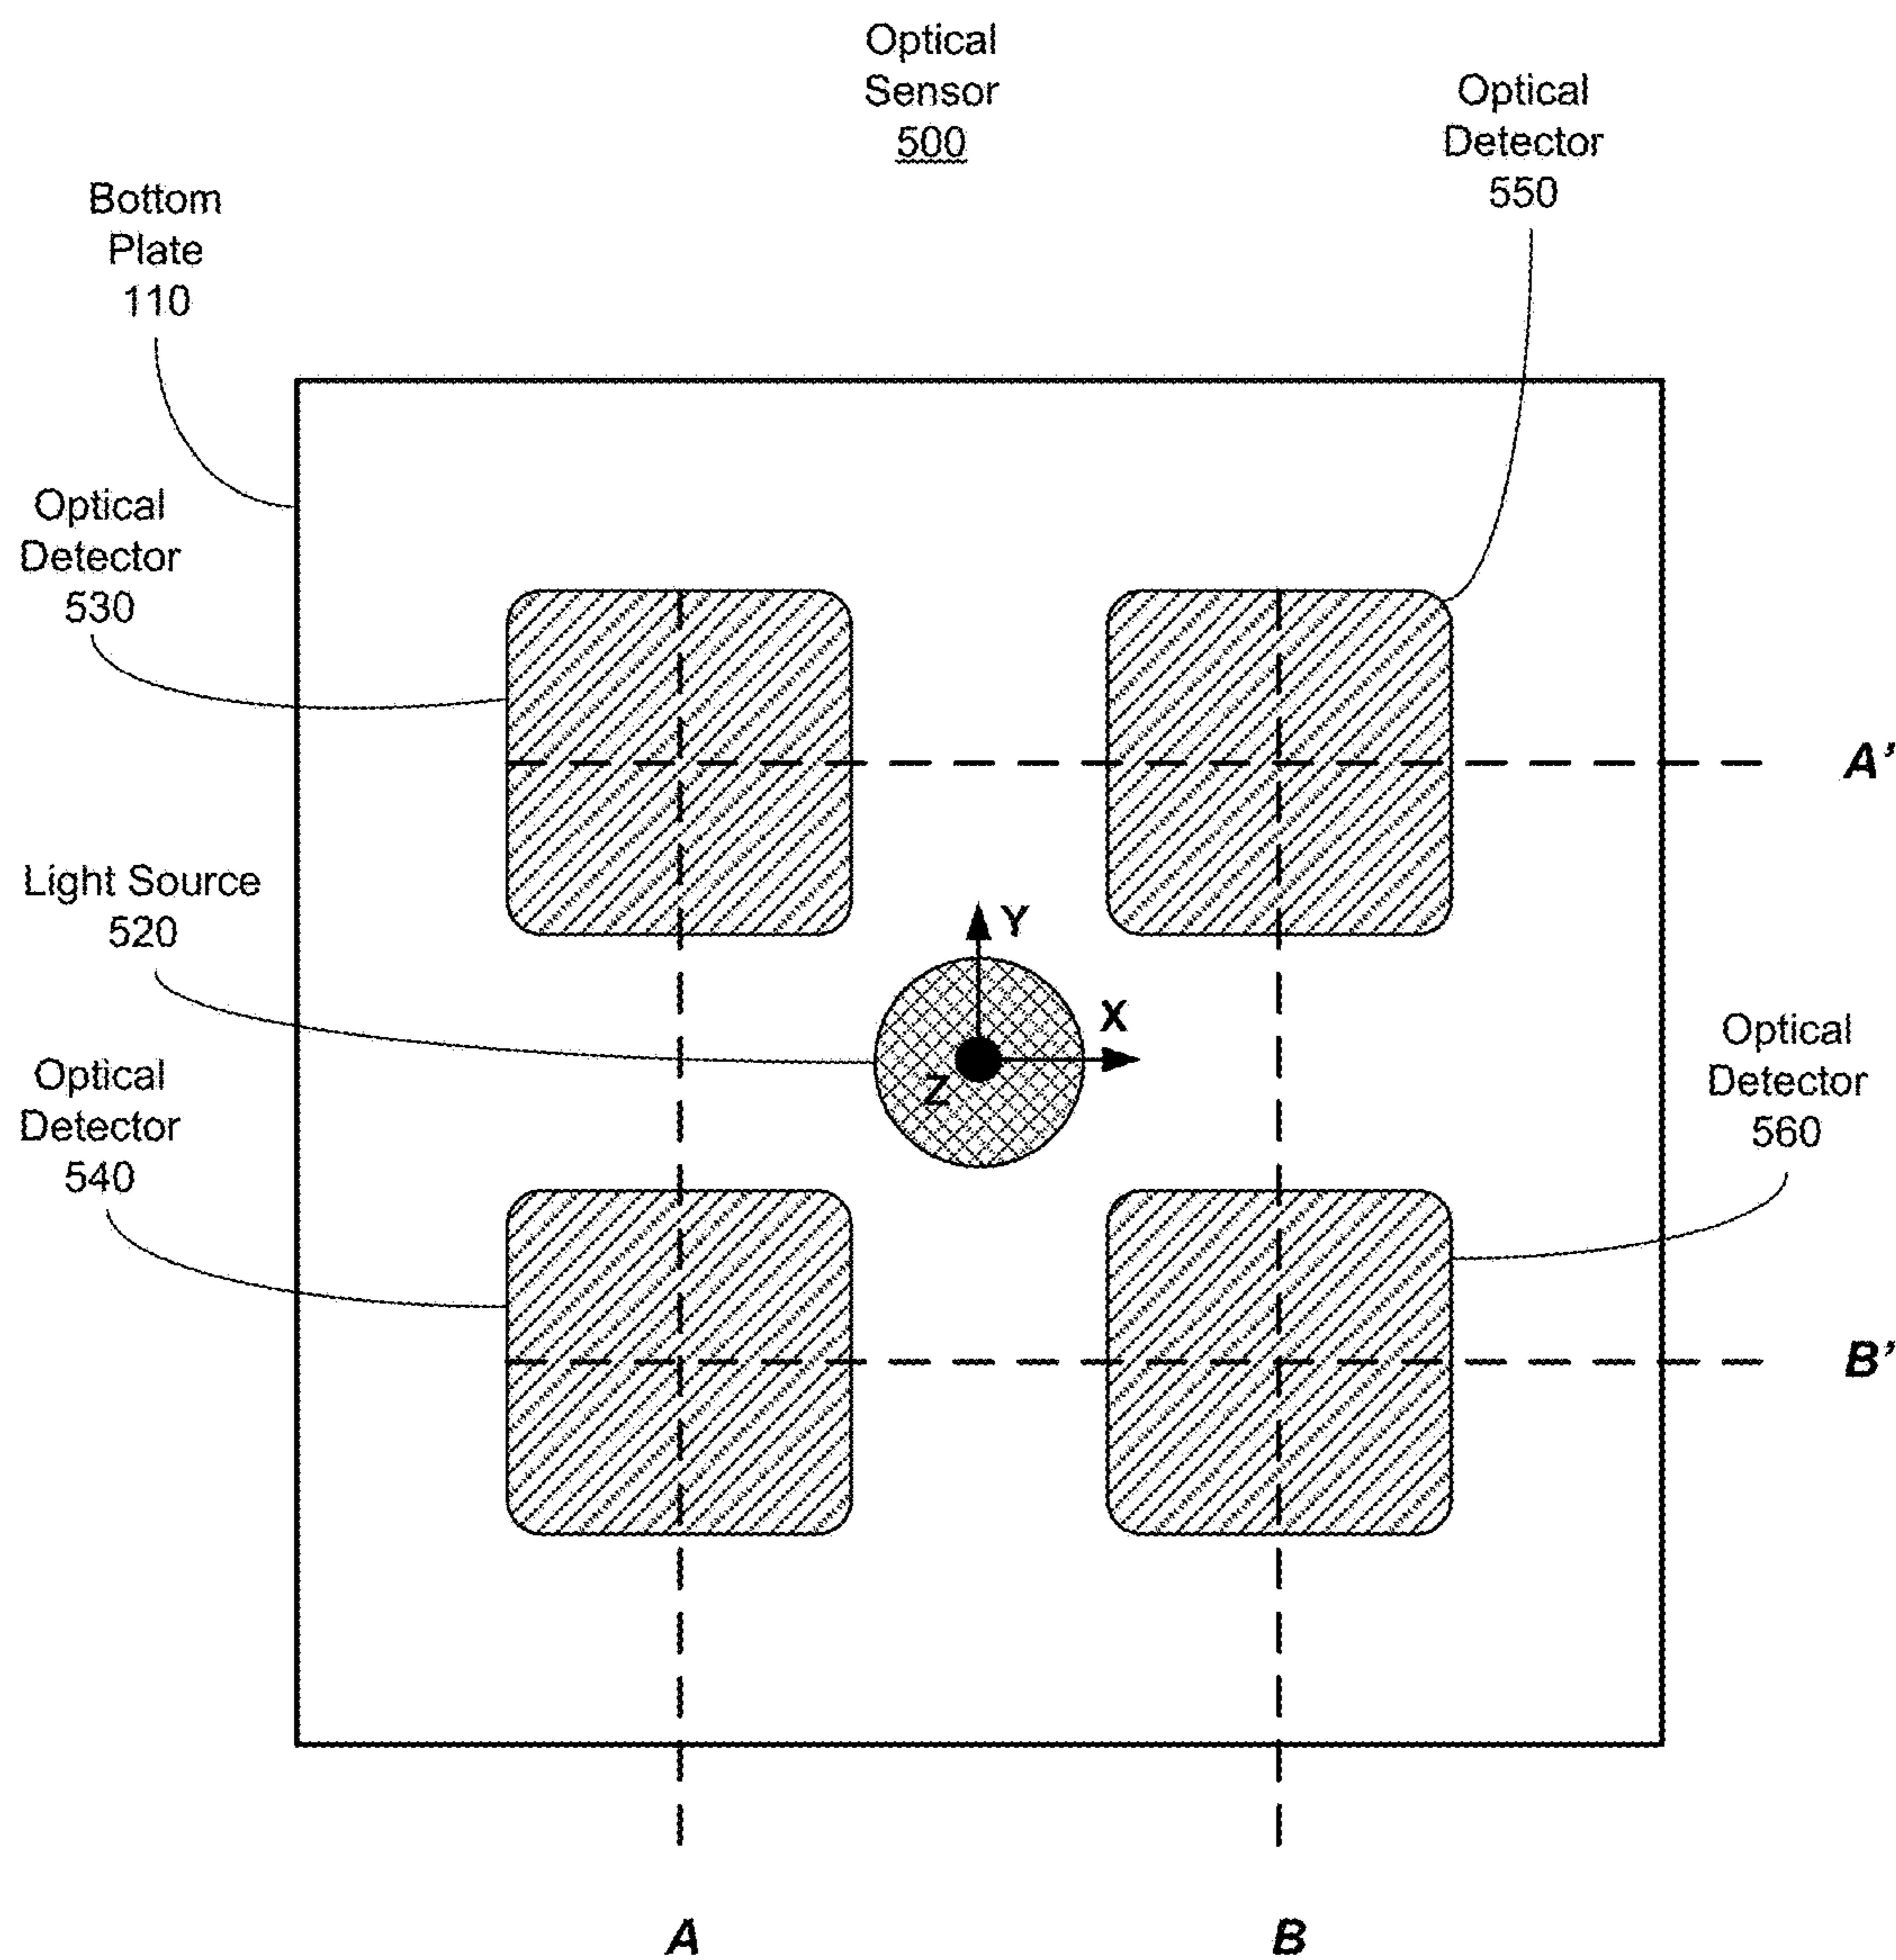 Optical
Sensor
500
Optical
Detector
550
Bottom
Plate
110
Optical
Detector
530
A’
Light Source
520
Y
X
Z
Optical
Detector
560
Optical
Detector
540
B’
A
B